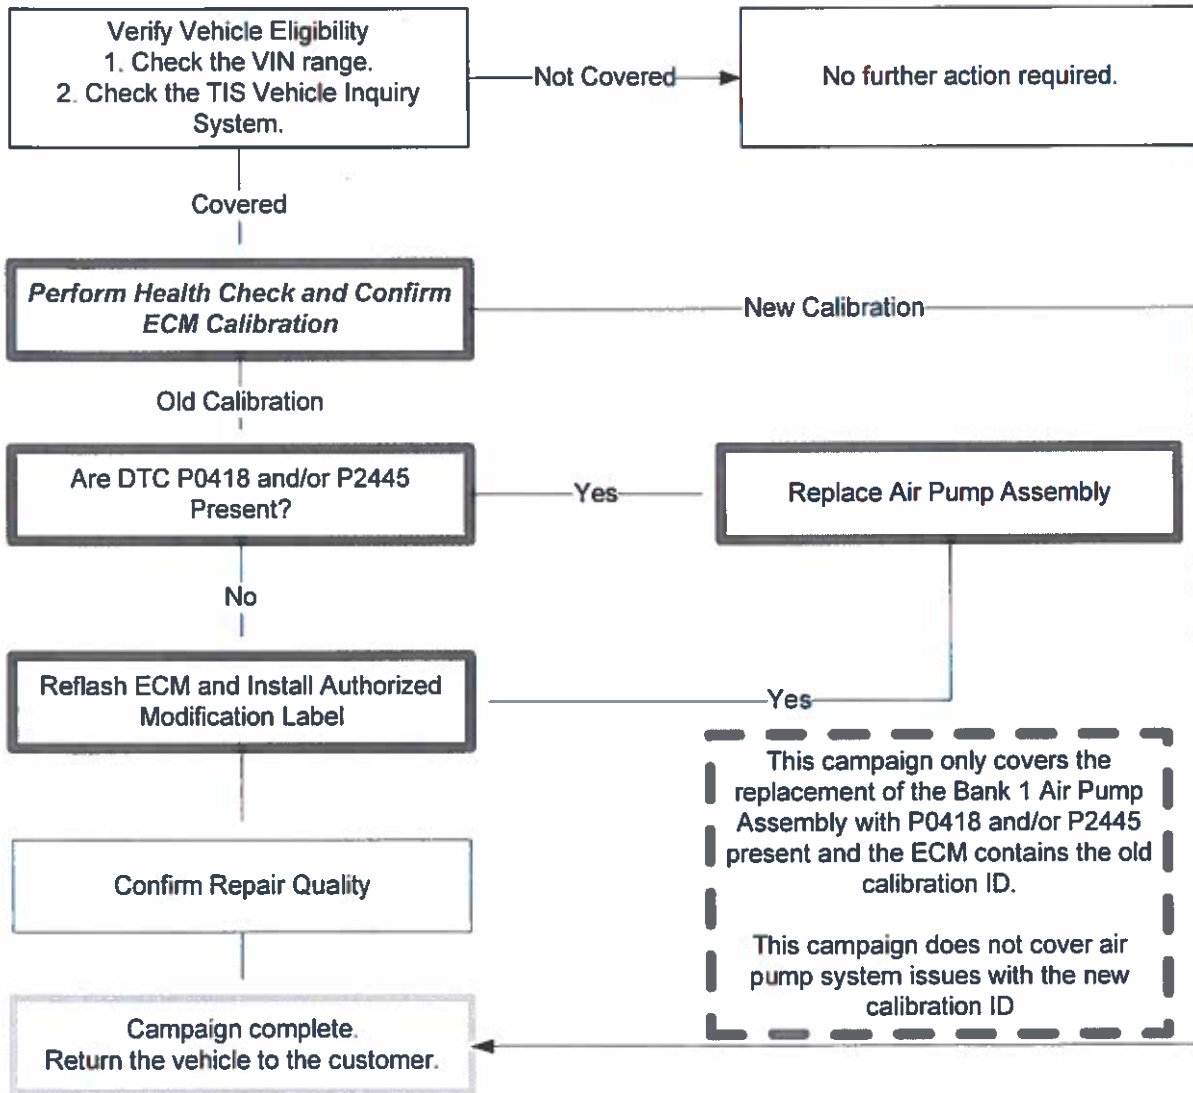 Verify Vehicle Eligibility
1. Check the VIN range.
2. Check the TIS Vehicle Inquiry
System.
Not Covered
No further action required.
Covered
Perform Health Check and Confirm
ECM Calibration
New Calibration
Old Calibration
Are DTC P0418 and/or P2445
Present?
Yes
Replace Air Pump Assembly
No
Reflash ECM and Install Authorized
Modification Label
Yes
This campaign only covers the
replacement of the Bank 1 Air Pump
Assembly with P0418 and/or P2445
present and the ECM contains the old
calibration ID.
This campaign does not cover air
pump system issues with the new
calibration ID
Confirm Repair Quality
Campaign complete.
Return the vehicle to the customer.